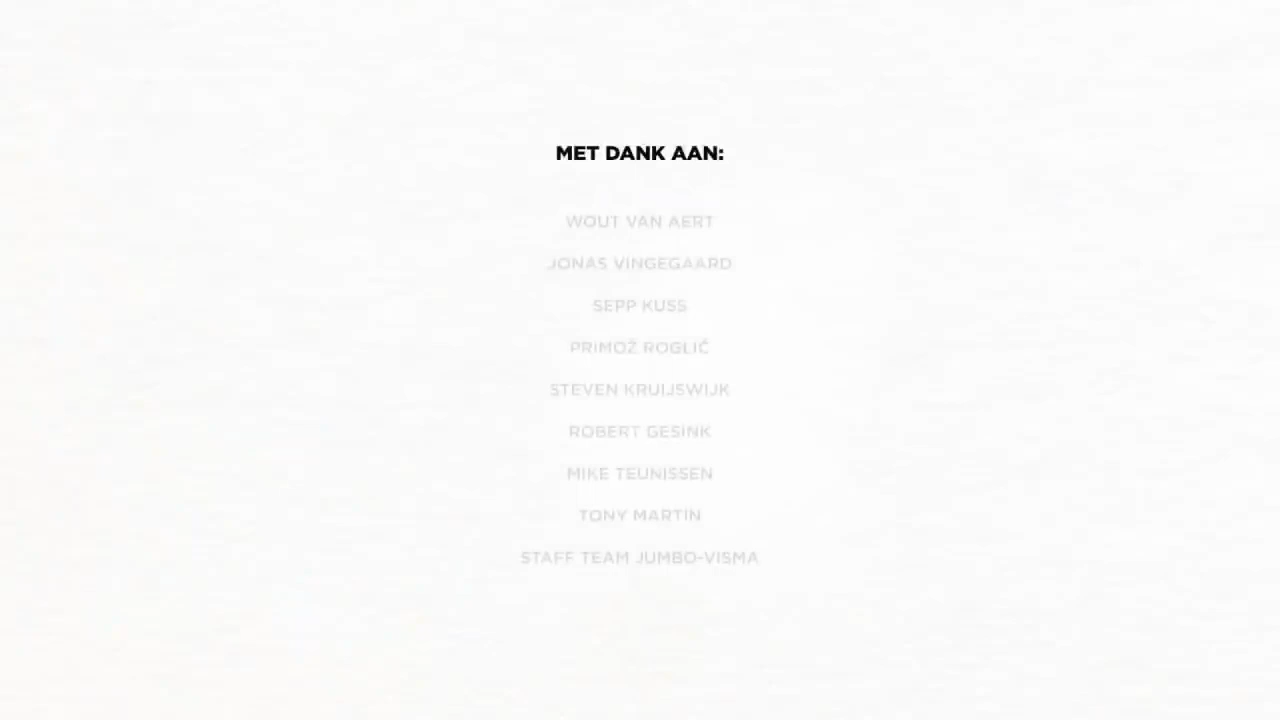 MET DANK AAN:
WOUT VAN AERT
JONAS VINGEGAARD
SEPP KUSS
PRIMOŽ ROGLIČ
STEVEN KRUIJSWIJK
ROBERT GESINK
MIKE TEUNISSEN
TONY MARTIN
STAFF TEAM JUMBO-VISMA